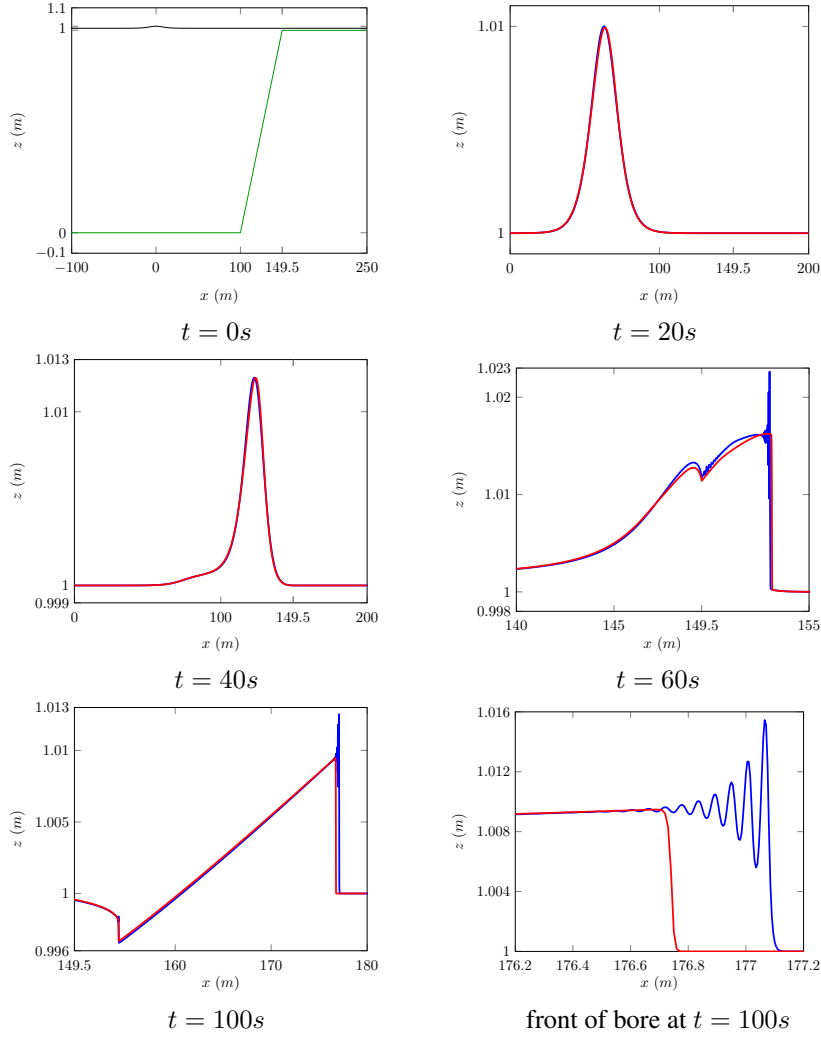 1.1
1
z (m)
0
−0.1
−100
0
100
149.5
250
x (m)
t = 0s
1.01
z (m)
1
0
100
149.5
200
x (m)
t = 20s
1.013
1.01
z (m)
1
0.999
0
100
149.5
200
x (m)
t = 40s
1.023
1.02
z (m)
1.01
1
0.998
140
145
149.5
155
x (m)
t = 60s
1.013
1.01
z (m)
1.005
1
0.996
149.5
160
170
180
x (m)
t = 100s
1.016
1.012
z (m)
1.008
1.004
1
176.2
176.4
176.6
176.8
177
177.2
x (m)
front of bore at t = 100s